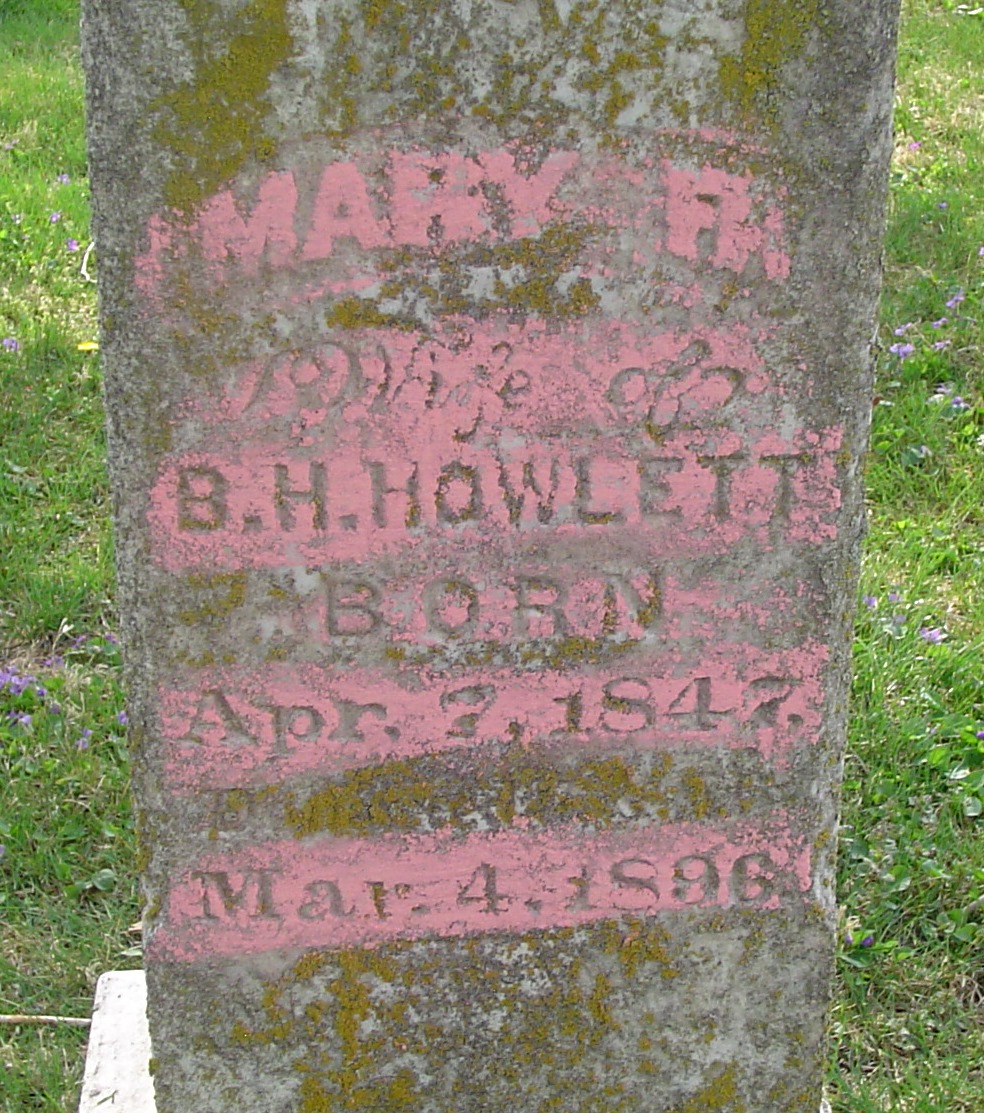 MARY R.
Wife of
B.H. HOWLETT
BORN
Apr. 7, 1847.
Mar. 4, 1896.